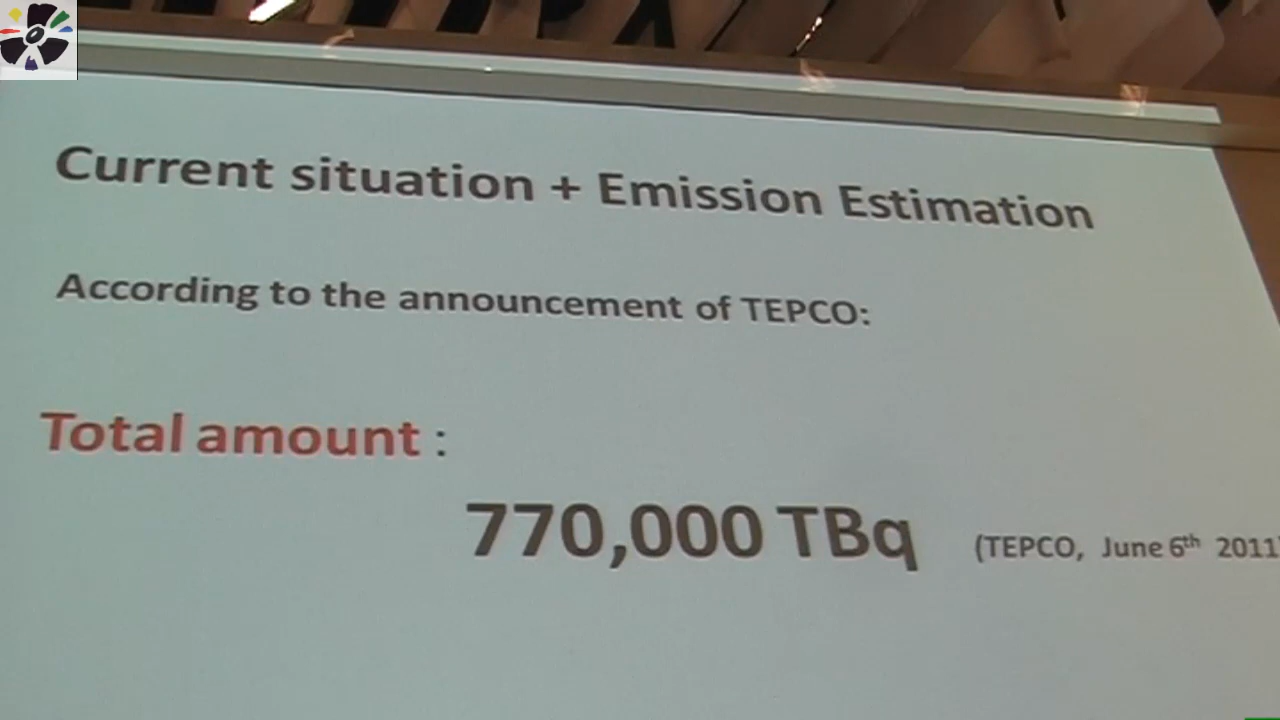 Current situation + Emission Estimation
According to the announcement of TEPCO:
Total amount :
770,000 TBq (TEPCO, June 6th 2011)